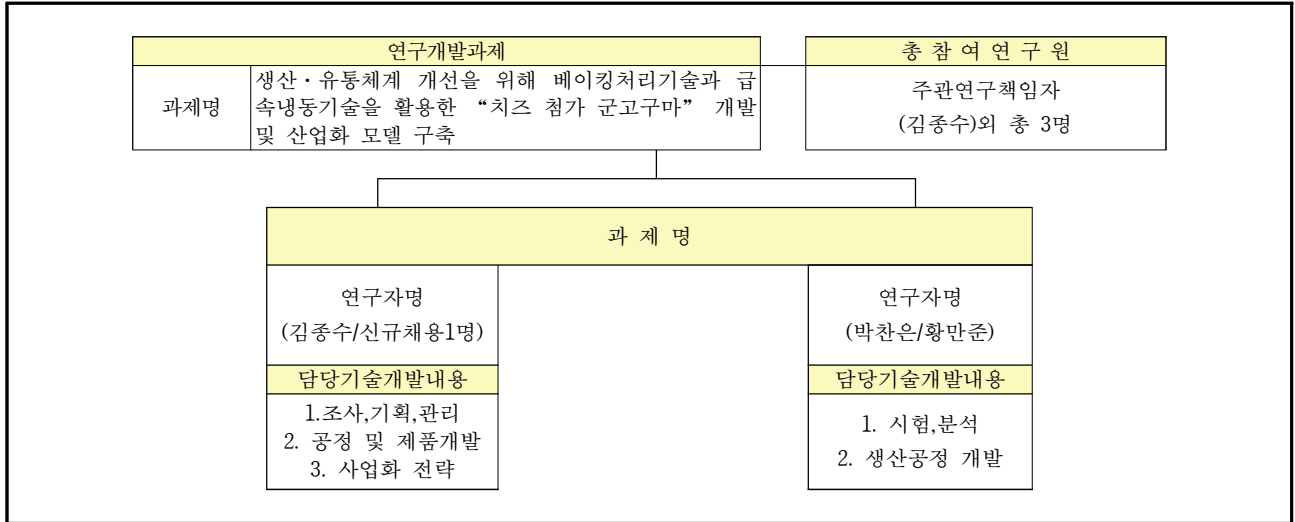 연구개발과제
총 참 여 연 구 원
과제명
생산・유통체계 개선을 위해 베이킹처리기술과 급
속냉동기술을 활용한 “치즈 첨가 군고구마” 개발
및 산업화 모델 구축
주관연구책임자
(김종수)외 총 3명
과 제 명
연구자명
(김종수/신규채용1명)
담당기술개발내용
1.조사,기획,관리
2. 공정 및 제품개발
3. 사업화 전략
연구자명
(박찬은/황만준)
담당기술개발내용
1. 시험,분석
2. 생산공정 개발